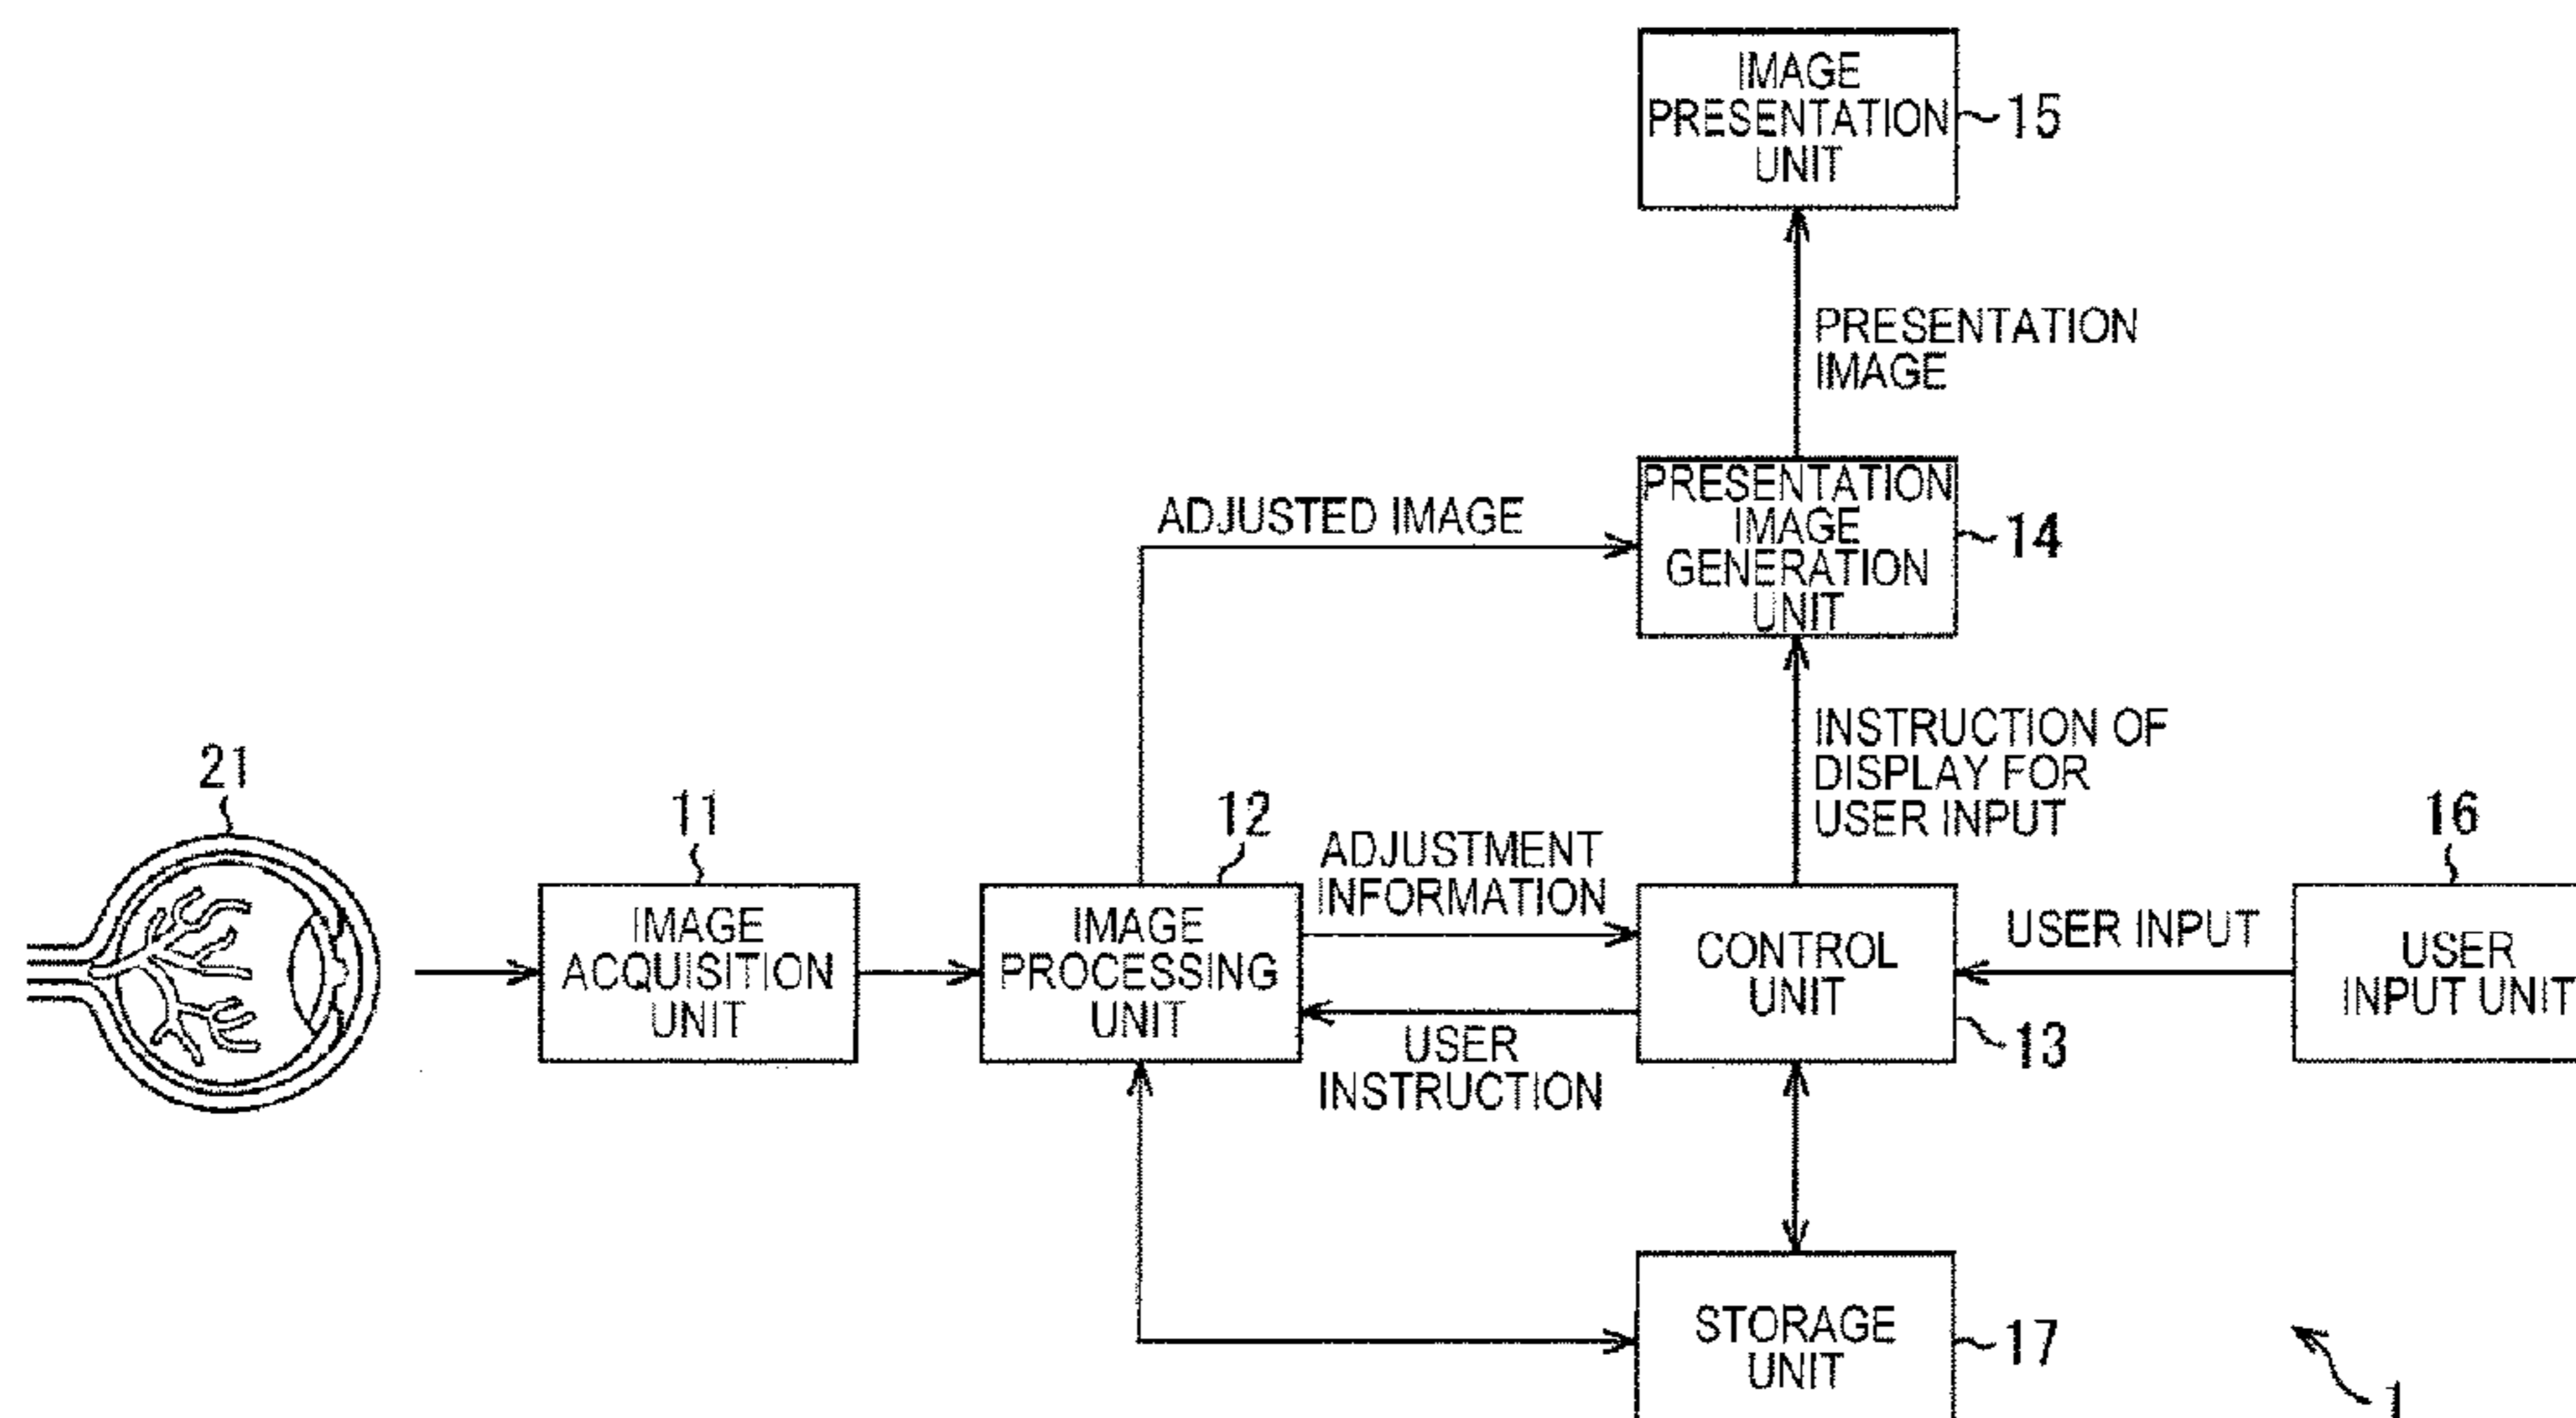 IMAGE
PRESENTATION
UNIT
15
PRESENTATION
IMAGE
ADJUSTED IMAGE
PRESENTATION
IMAGE
GENERATION
UNIT
14
INSTRUCTION OF
DISPLAY FOR
USER INPUT
21
11
12
16
ADJUSTMENT
INFORMATION
IMAGE
ACQUISITION
UNIT
IMAGE
PROCESSING
UNIT
CONTROL
UNIT
13
USER INPUT
USER
INPUT UNIT
USER
INSTRUCTION
STORAGE
UNIT
17
1